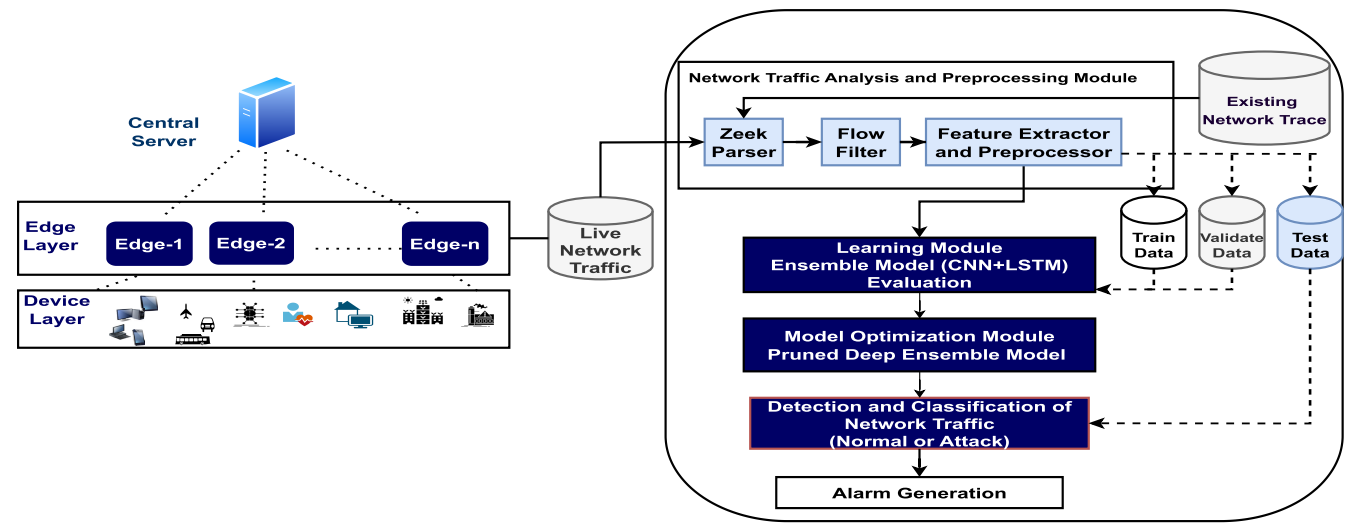 Central
Server
Edge
Layer
Edge-1
Edge-2
Edge-n
Device
Layer
Live
Network
Traffic
Network Traffic Analysis and Preprocessing Module
Zeek
Parser
Flow
Filter
Feature Extractor
and Preprocessor
Existing
Network Trace
Train
Data
Validate
Data
Test
Data
Learning Module
Ensemble Model (CNN+LSTM)
Evaluation
Model Optimization Module
Pruned Deep Ensemble Model
Detection and Classification of
Network Traffic
(Normal or Attack)
Alarm Generation